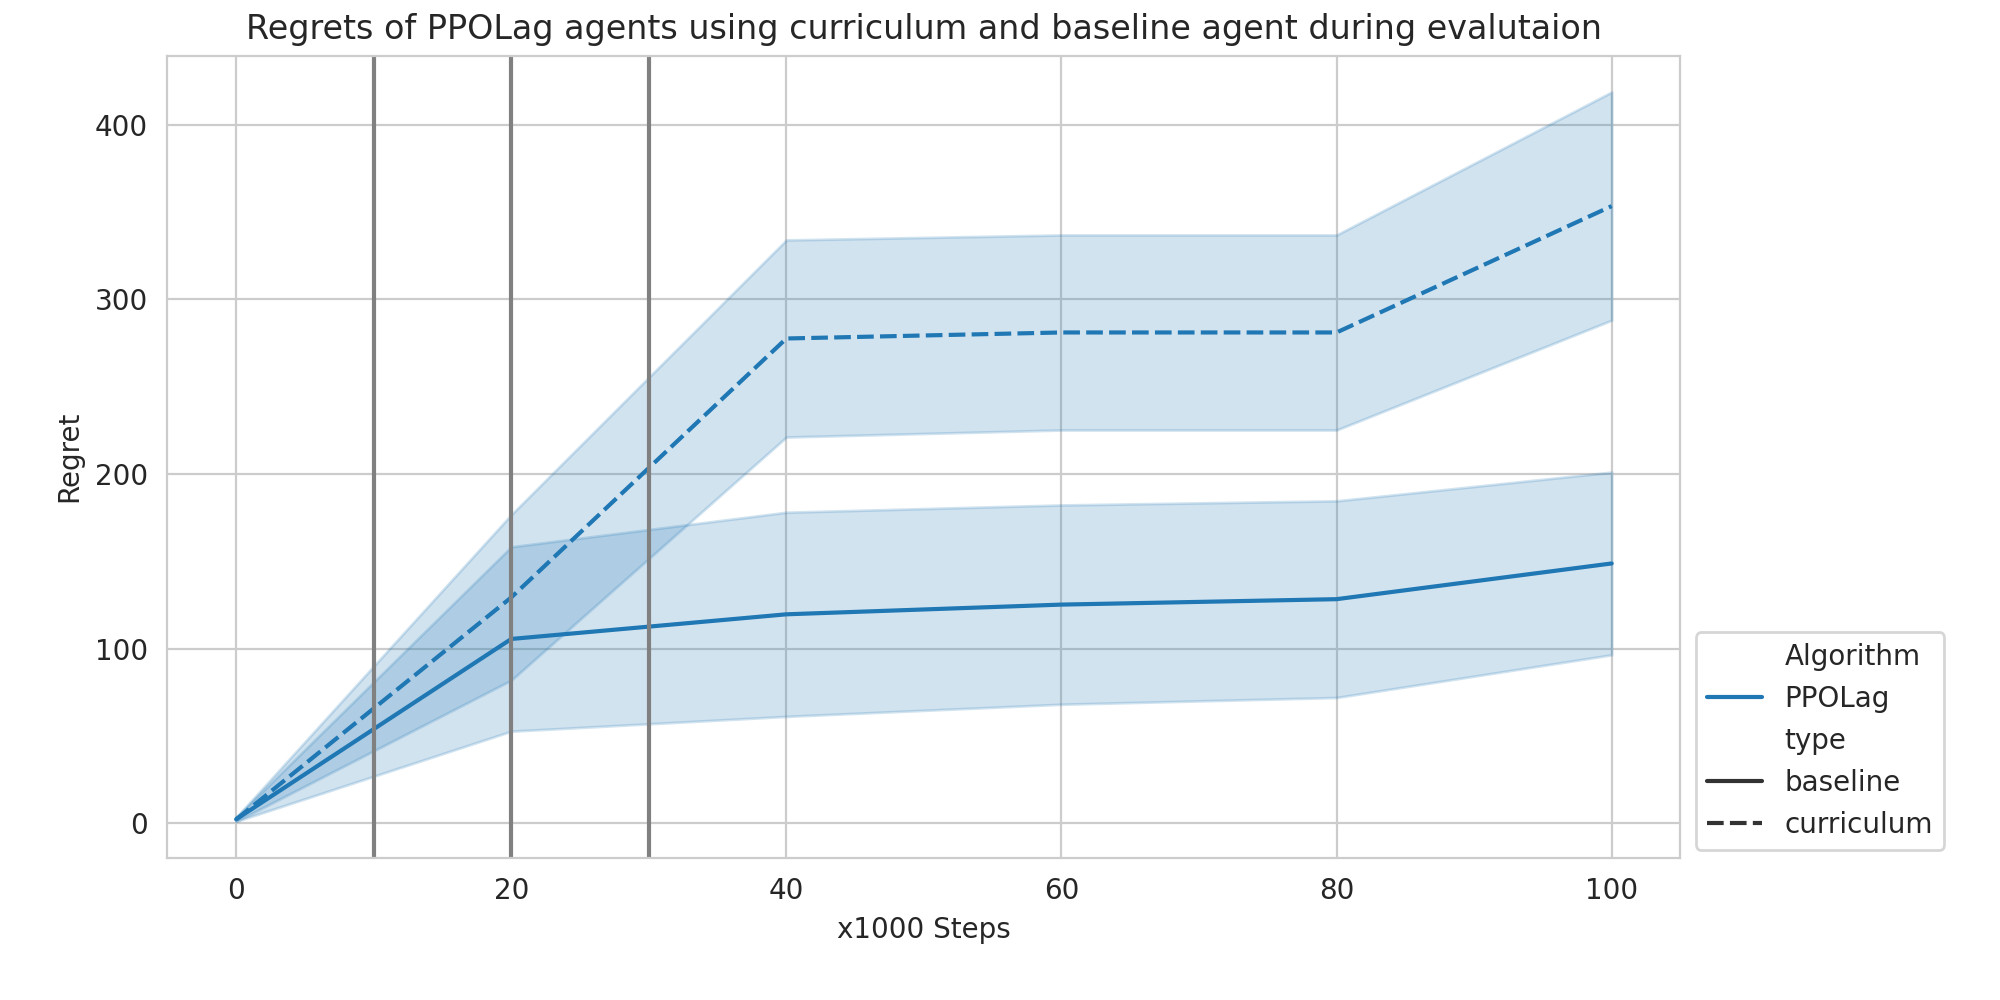 Regrets of PPOLag agents using curriculum and baseline agent during evalutaion
400
300
200
100
0
Regret
0 20 40 60 80 100
x1000 Steps
Algorithm
PPOLag
type
baseline
curriculum